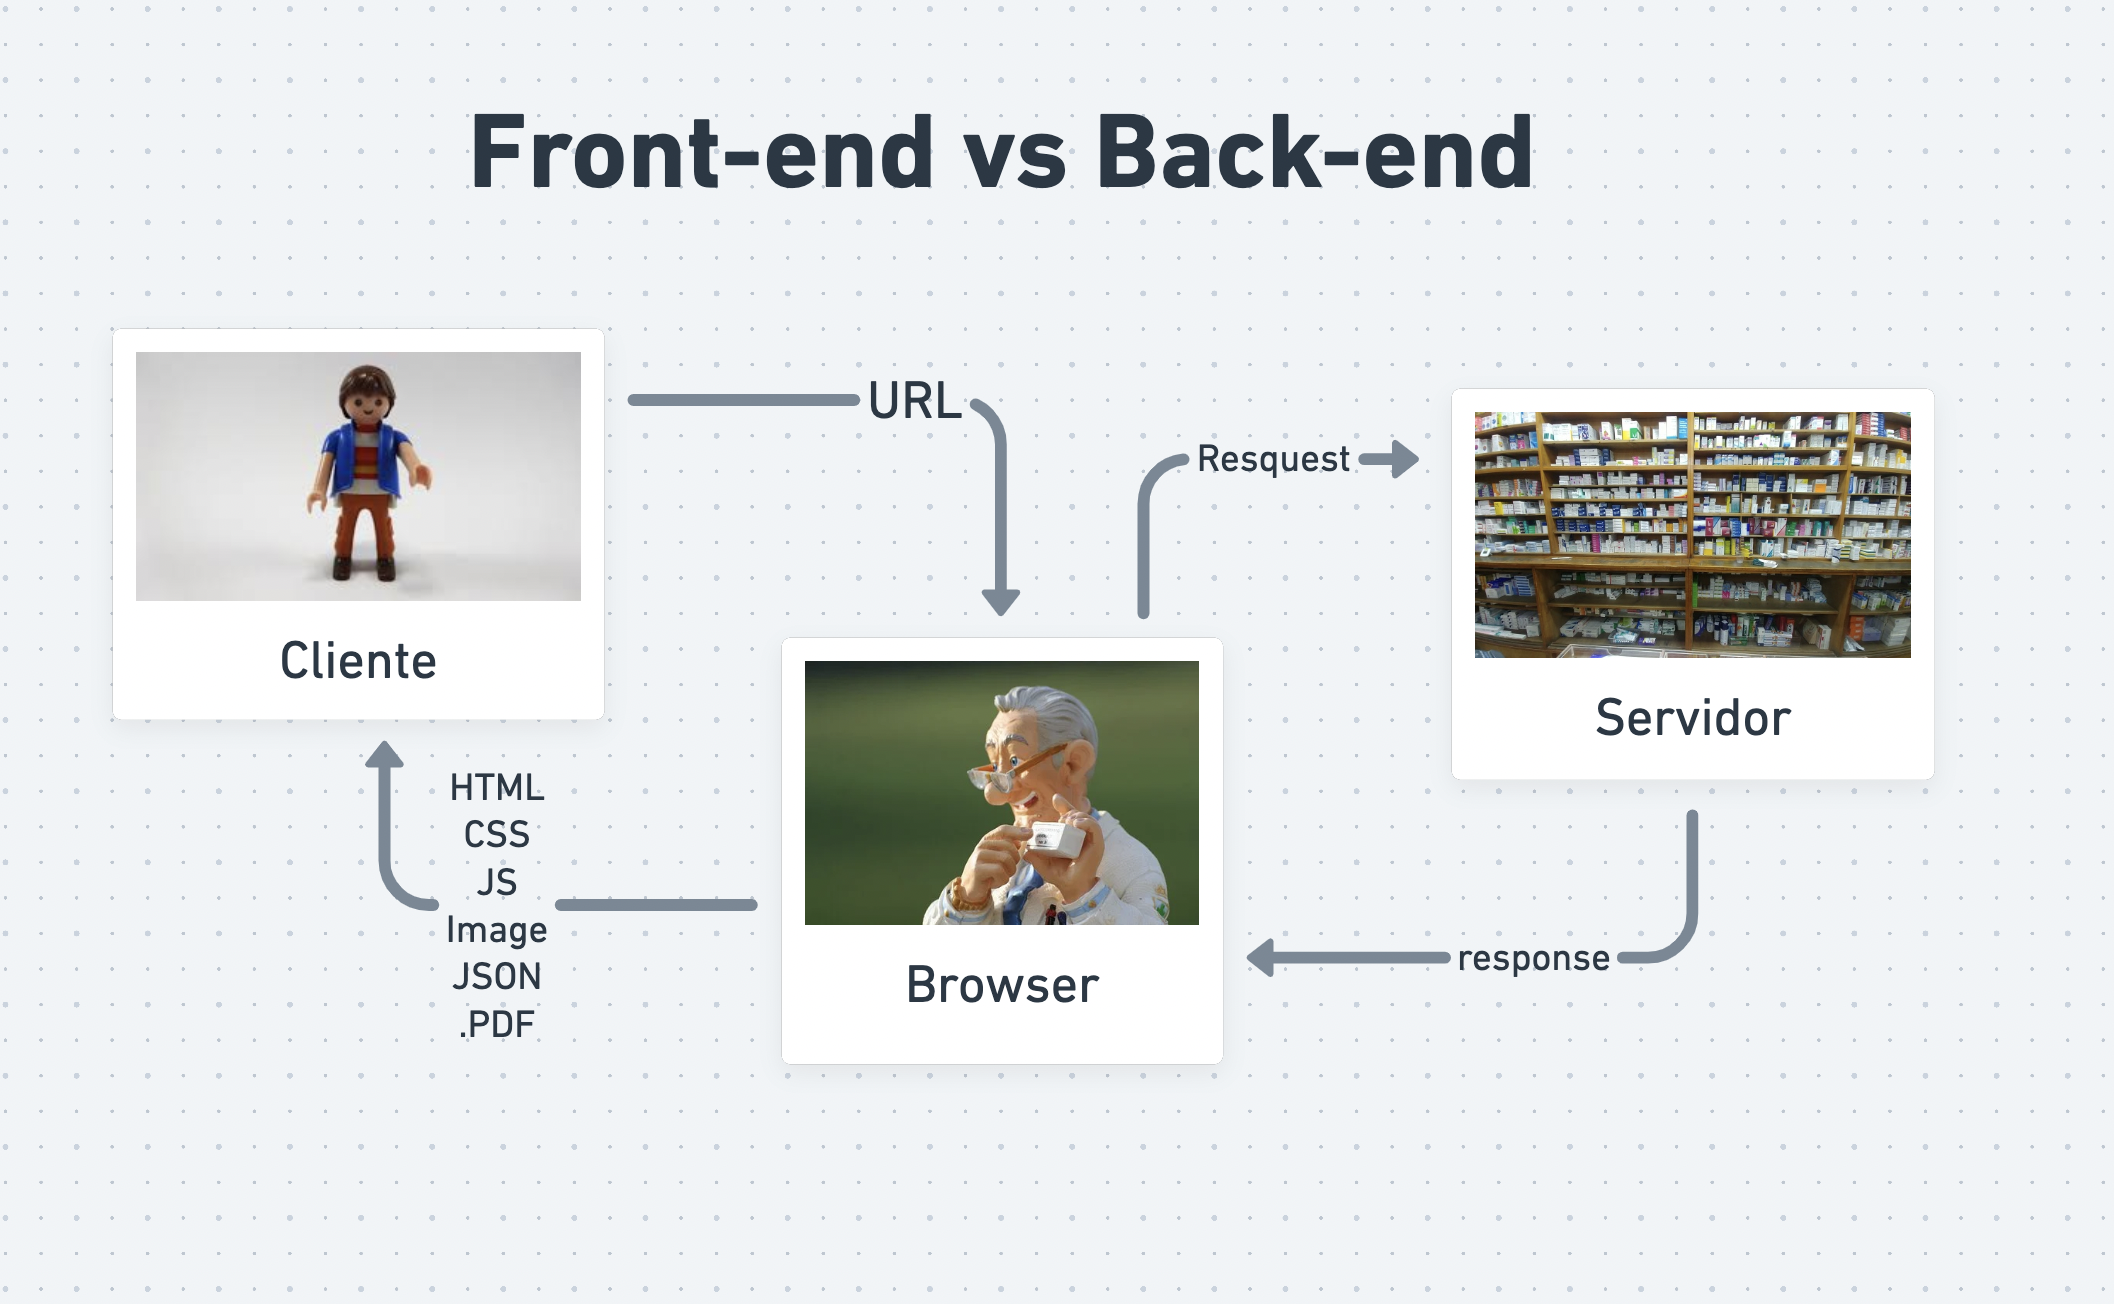 Front-end vs Back-end
URL
Resquest
Cliente
Servidor
HTML
CSS
JS
Image
JSON
.PDF
Browser
response